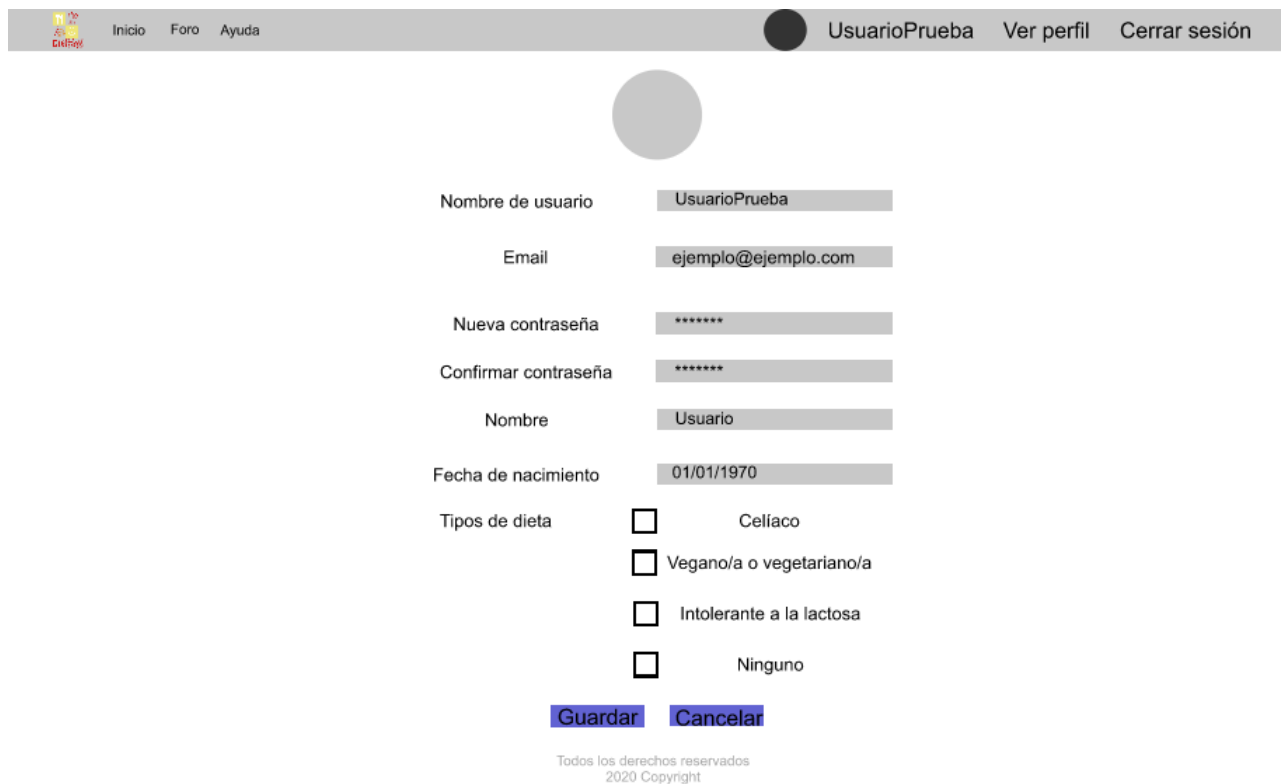 Inicio Foro Ayuda UsuarioPrueba Ver perfil Cerrar sesión
Nombre de usuario UsuarioPrueba
Email ejemplo@ejemplo.com
Nueva contraseña *******
Confirmar contraseña *******
Nombre Usuario
Fecha de nacimiento 01/01/1970
Tipos de dieta Celíaco
Vegano/a o vegetariano/a
Intolerante a la lactosa
Ninguno
Guardar Cancelar
Todos los derechos reservados
2020 Copyright